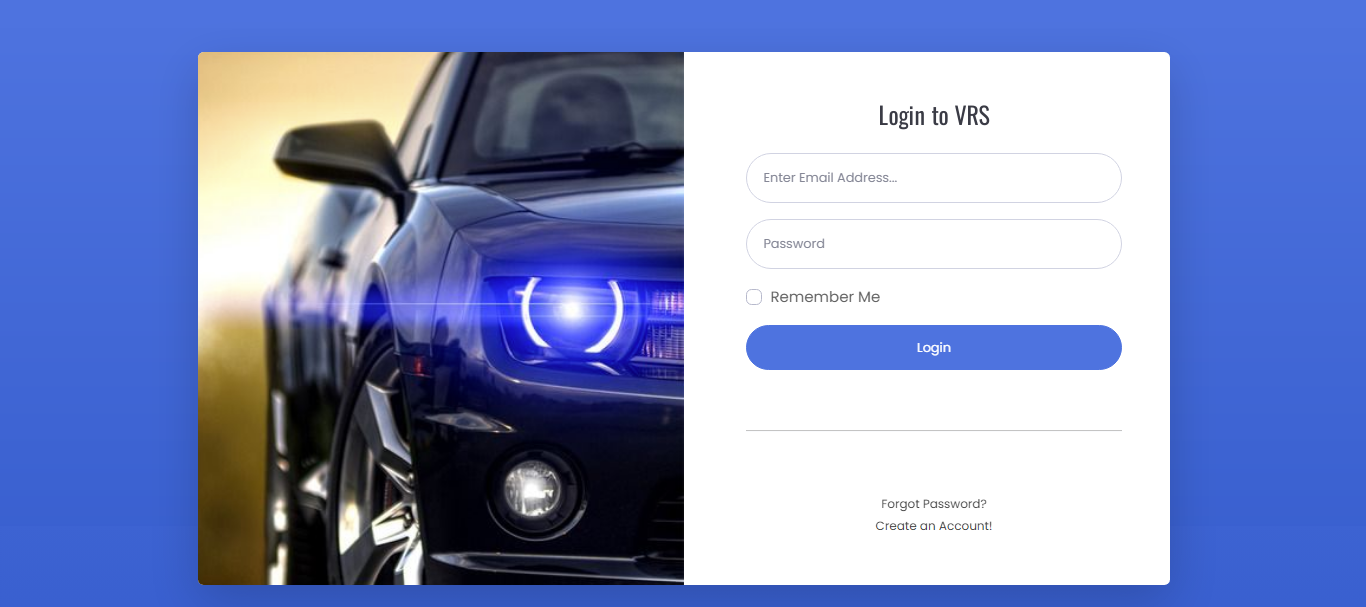 Login to VRS
Enter Email Address...
Password
Remember Me
Login
Forgot Password?
Create an Account!